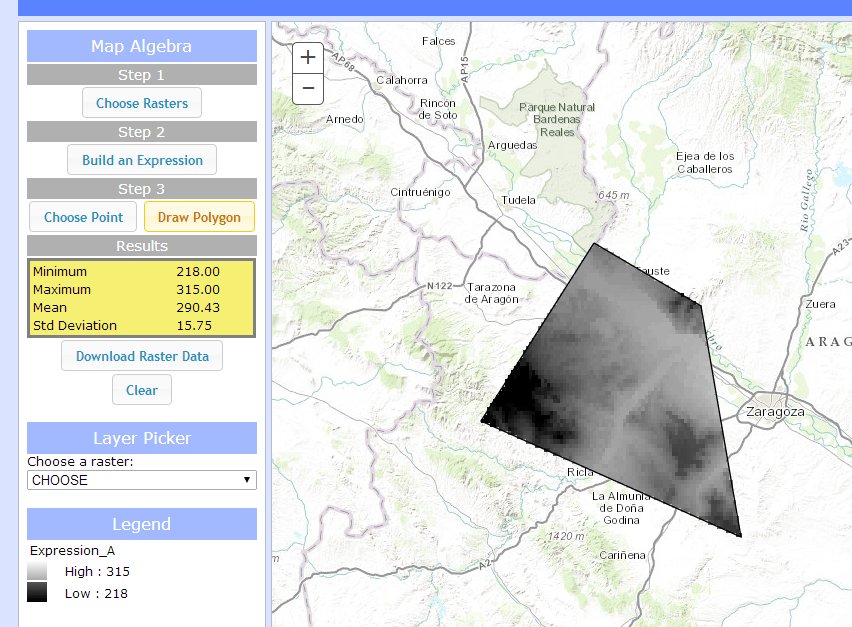 Map Algebra
Step 1
Choose Rasters
Step 2
Build an Expression
Step 3
Choose Point
Draw Polygon
Results
Minimum 218.00
Maximum 315.00
Mean 290.43
Std Deviation 15.75
Download Raster Data
Clear
Layer Picker
Choose a raster:
CHOOSE
Legend
Expression_A
High : 315
Low : 218
+
−
Falces
AP68
AP15
Calahorra
Rincón
de Soto
Arnedo
Parque Natural
Bardenas
Reales
Arguedas
Ejea de los
Caballeros
Cintruénigo
Tudela
645 m
Río Gallego
A23
N122
Tarazona
de Aragón
auste
Zuera
ARAG
bro
Zaragoza
Ricla
La Almunia
de Doña
Godina
1420 m
Cariñena
A2
m